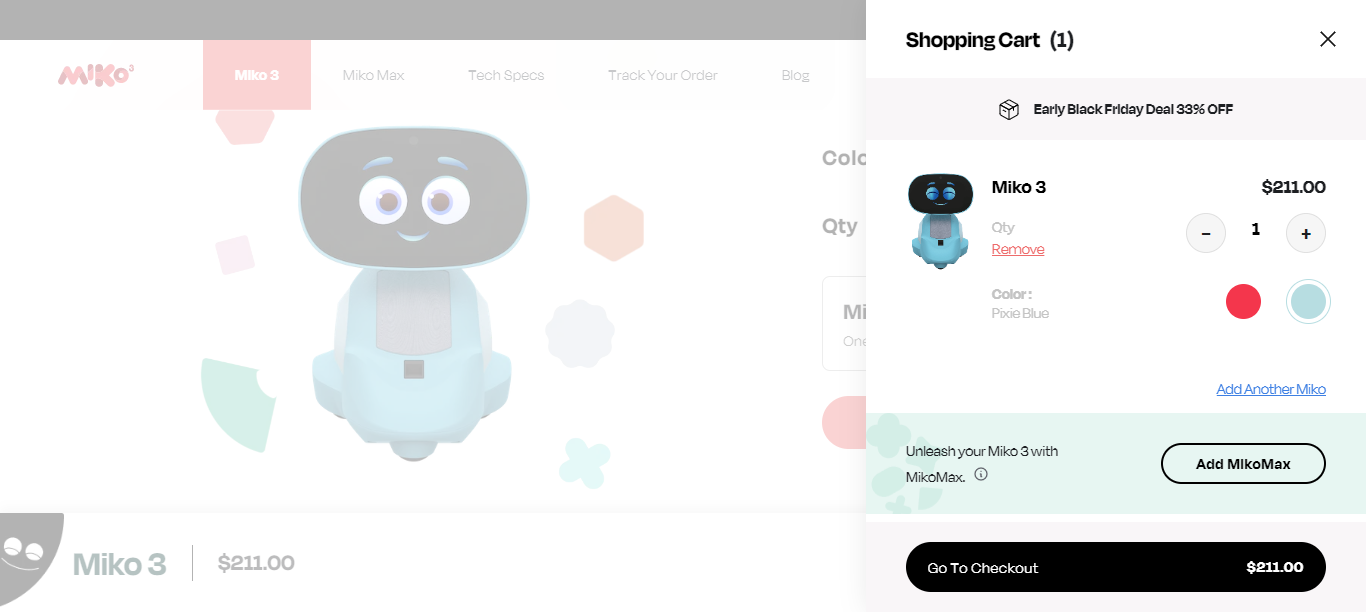 MIKO3
Miko 3
Miko Max
Tech Specs
Track Your Order
Blog
Colo
Qty
Mi
One
Miko 3
$211.00
Shopping Cart (1)
Early Black Friday Deal 33% OFF
Miko 3
$211.00
Qty
− 1 +
Remove
Color :
Pixie Blue
Add Another Miko
Unleash your Miko 3 with
MikoMax.
Add MikoMax
Go To Checkout
$211.00